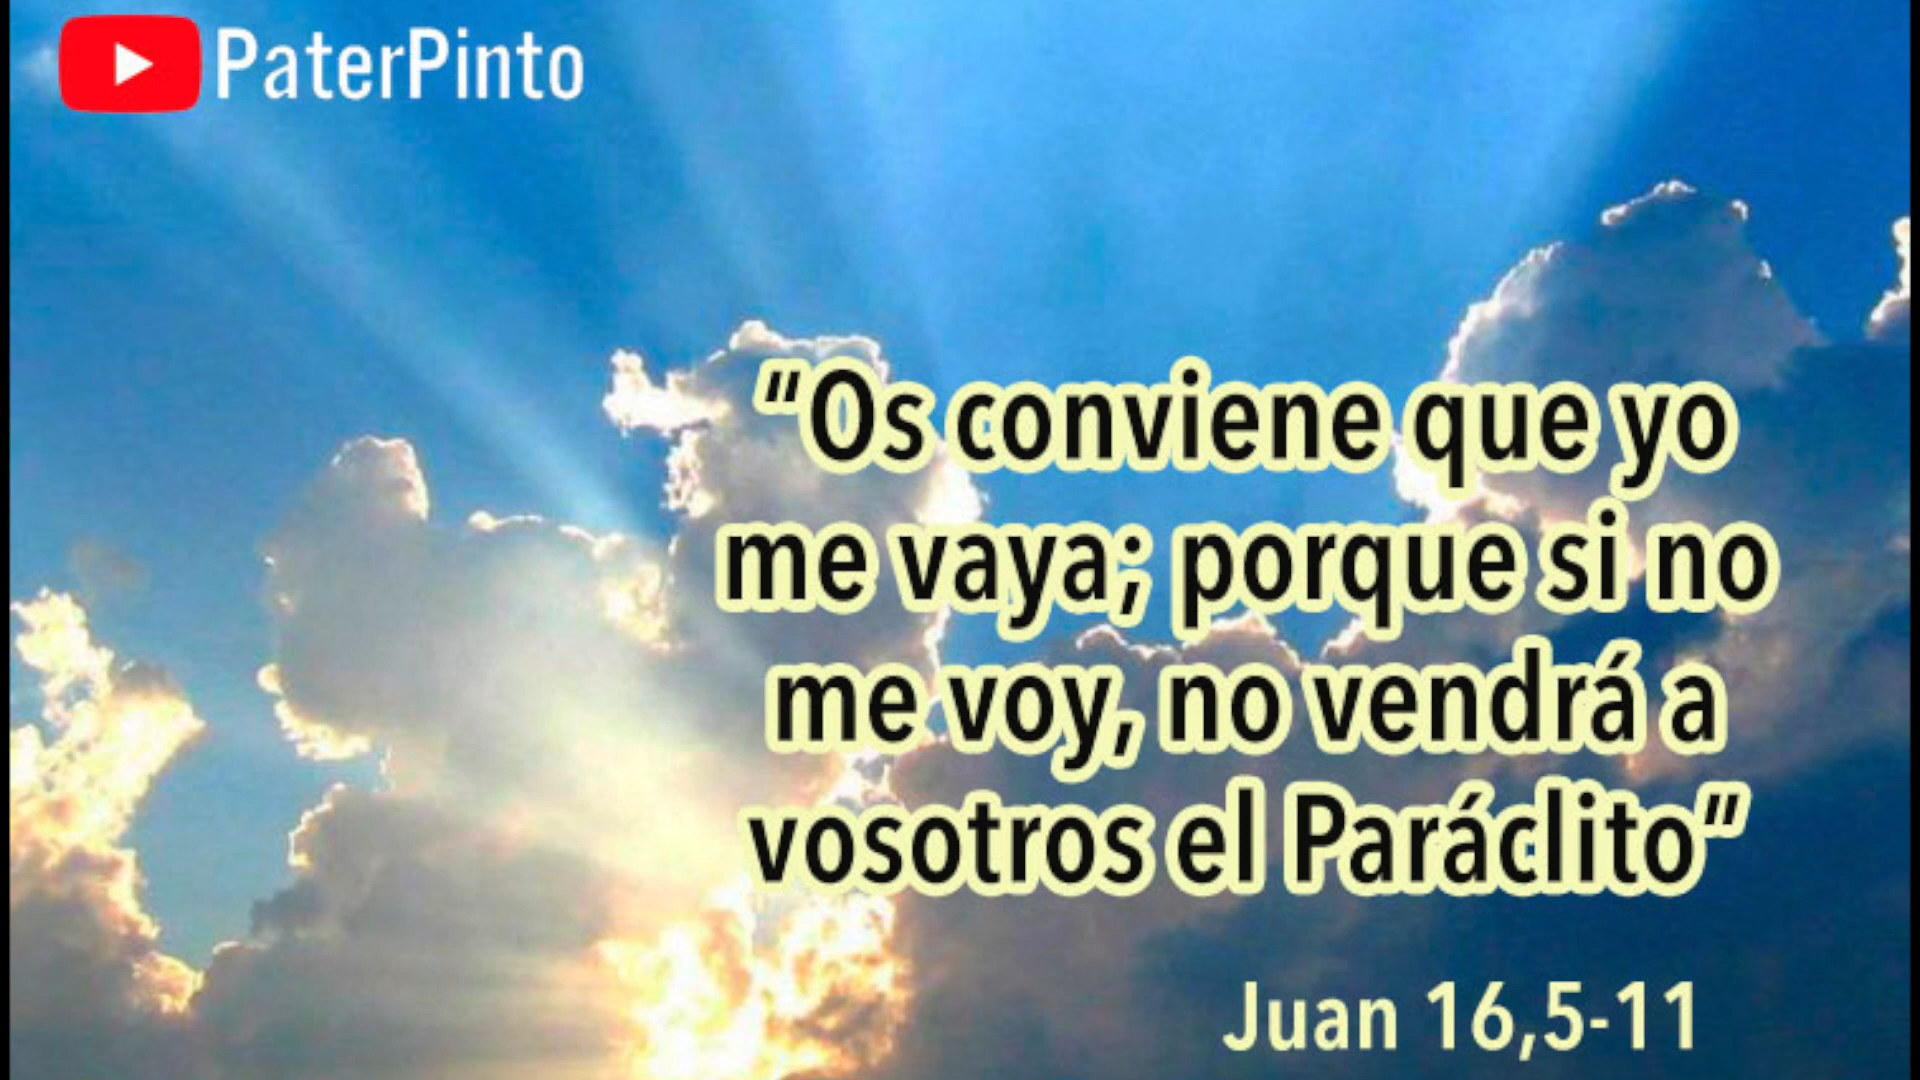 PaterPinto
“Os conviene que yo
me vaya; porque si no
me voy, no vendrá a
vosotros el Paráclito”
Juan 16,5-11